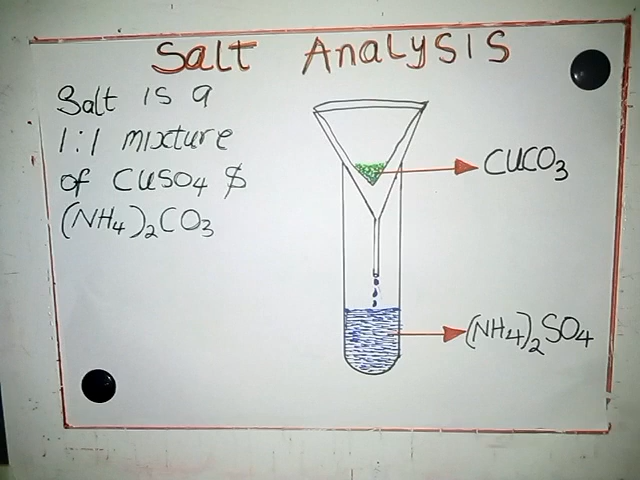 Salt Analysis
Salt is a
1:1 mixture
of CuSO4 $
(NH4)2CO3
CuCO3
(NH4)2SO4